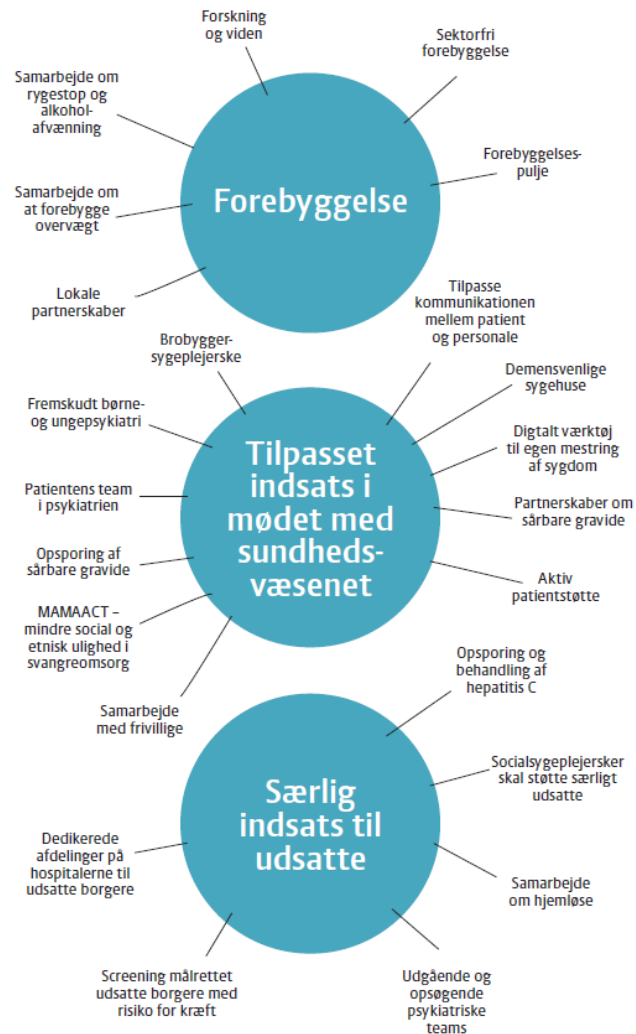 Forskning
og viden
Sektorfri
forebyggelse
Samarbejde om
rygestop og
alkohol-
afvænning
Forebyggelses-
pulje
Forebyggelse
Samarbejde om
at forebygge
overvægt
Lokale
partnerskaber
Tilpasse
kommunikationen
mellem patient
og personale
Brobygger-
sygeplejerske
Demensvenlige
sygehuse
Fremskudt børne-
og ungepsykiatri
Digtalt værktøj
til egen mestring
af sygdom
Tilpasset
indsats i
mødet med
sundheds-
væsenet
Patientens team
i psykiatrien
Partnerskaber om
sårbare gravide
Opsporing af
sårbare gravide
Aktiv
patientstøtte
MAMAACT –
mindre social og
etnisk ulighed i
svangreomsorg
Samarbejde
med frivillige
Opsporing og
behandling af
hepatitis C
Socialsygeplejersker
skal støtte særligt
udsatte
Særlig
indsats til
udsatte
Dedikerede
afdelinger på
hospitalerne til
udsatte borgere
Samarbejde
om hjemløse
Screening målrettet
udsatte borgere med
risiko for kræft
Udgående og
opsøgende
psykiatriske
teams